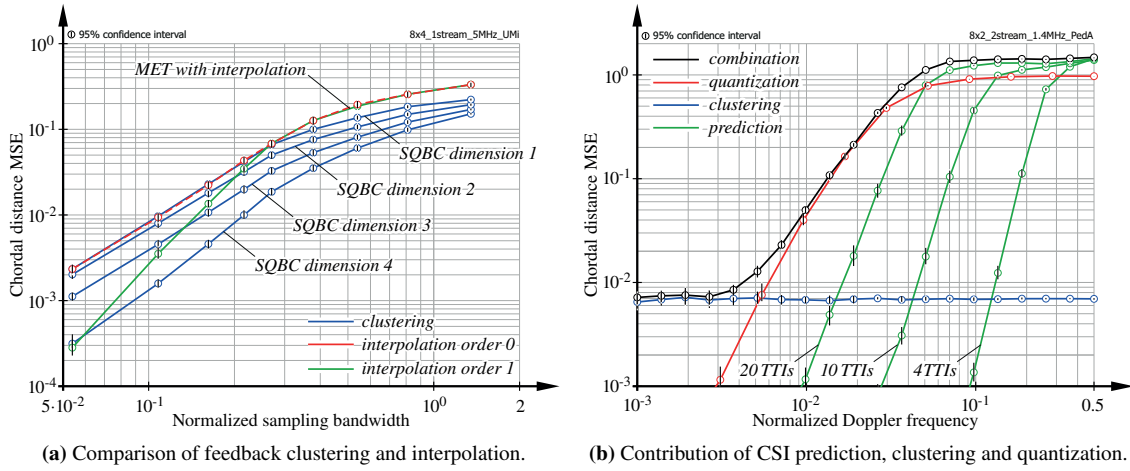 95% confidence interval
8x4_1stream_5MHz_UMi
MET with interpolation
SQBC dimension 1
SQBC dimension 2
SQBC dimension 3
SQBC dimension 4
clustering
interpolation order 0
interpolation order 1
Chordal distance MSE
10^0
10^-1
10^-2
10^-3
10^-4
5·10^-2
10^-1
10^0
2
Normalized sampling bandwidth
(a) Comparison of feedback clustering and interpolation.
95% confidence interval
8x2_2stream_1.4MHz_PedA
combination
quantization
clustering
prediction
20 TTIs
10 TTIs
4 TTIs
Chordal distance MSE
10^0
10^-1
10^-2
10^-3
10^-3
10^-2
10^-1
0.5
Normalized Doppler frequency
(b) Contribution of CSI prediction, clustering and quantization.